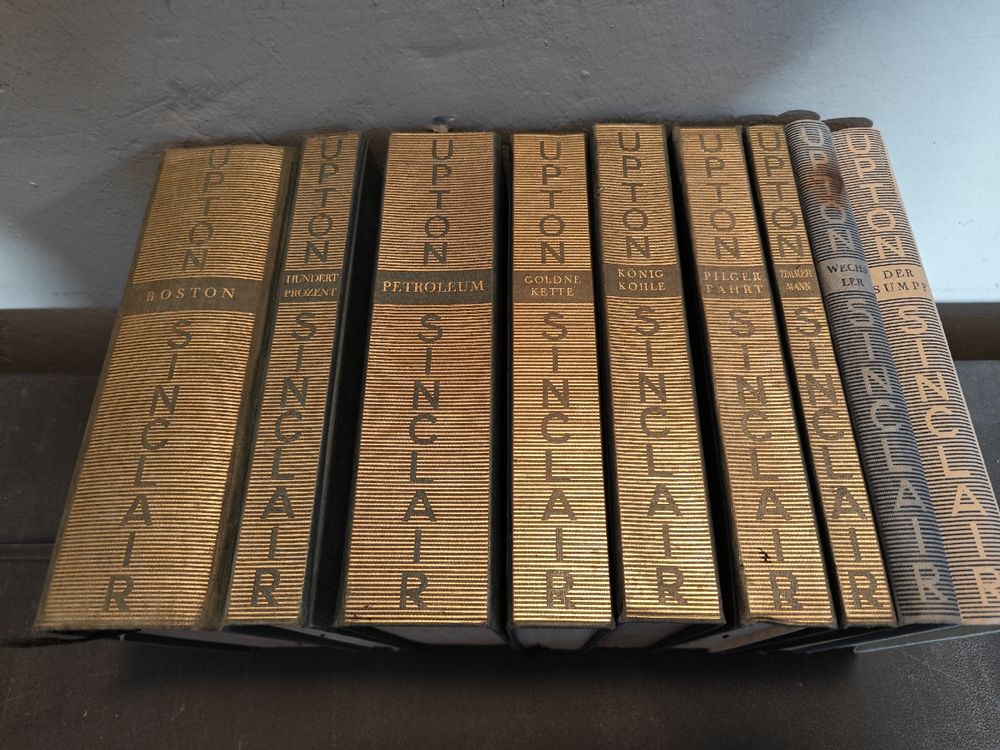 UPTON
BOSTON
SINCLAIR
UPTON
HUNDERT
PROZENT
SINCLAIR
UPTON
PETROLEUM
SINCLAIR
UPTON
GOLDNE
KETTE
SINCLAIR
UPTON
KÖNIG
KOHLE
SINCLAIR
UPTON
PILGER
FAHRT
SINCLAIR
UPTON
ZIMMER
MANN
SINCLAIR
UPTON
WECHS
LER
SINCLAIR
UPTON
DER
SUMPF
SINCLAIR